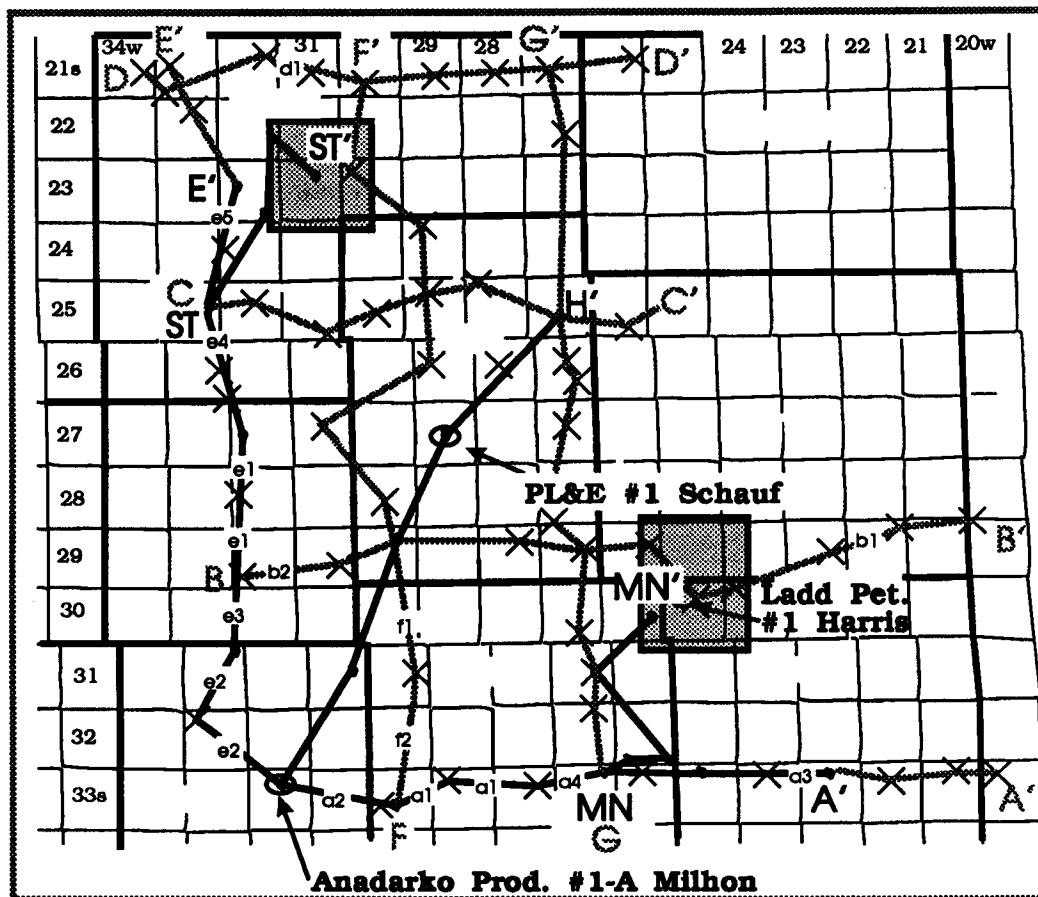 34w E' 31 F' 29 28 G' 24 23 22 21 20w
21s D d1 D'
22
ST'
23 E'
e5
24
C H' C'
25 ST
e4
26
27
e1
PL&E #1 Schauf
28
e1
29 B b2 b1 B'
MN' Ladd Pet.
#1 Harris
30 e3 f1
31
e2
32 e2 f2
33s a2 a1 a1 a4 a3
F MN A' A'
G
Anadarko Prod. #1-A Milhon